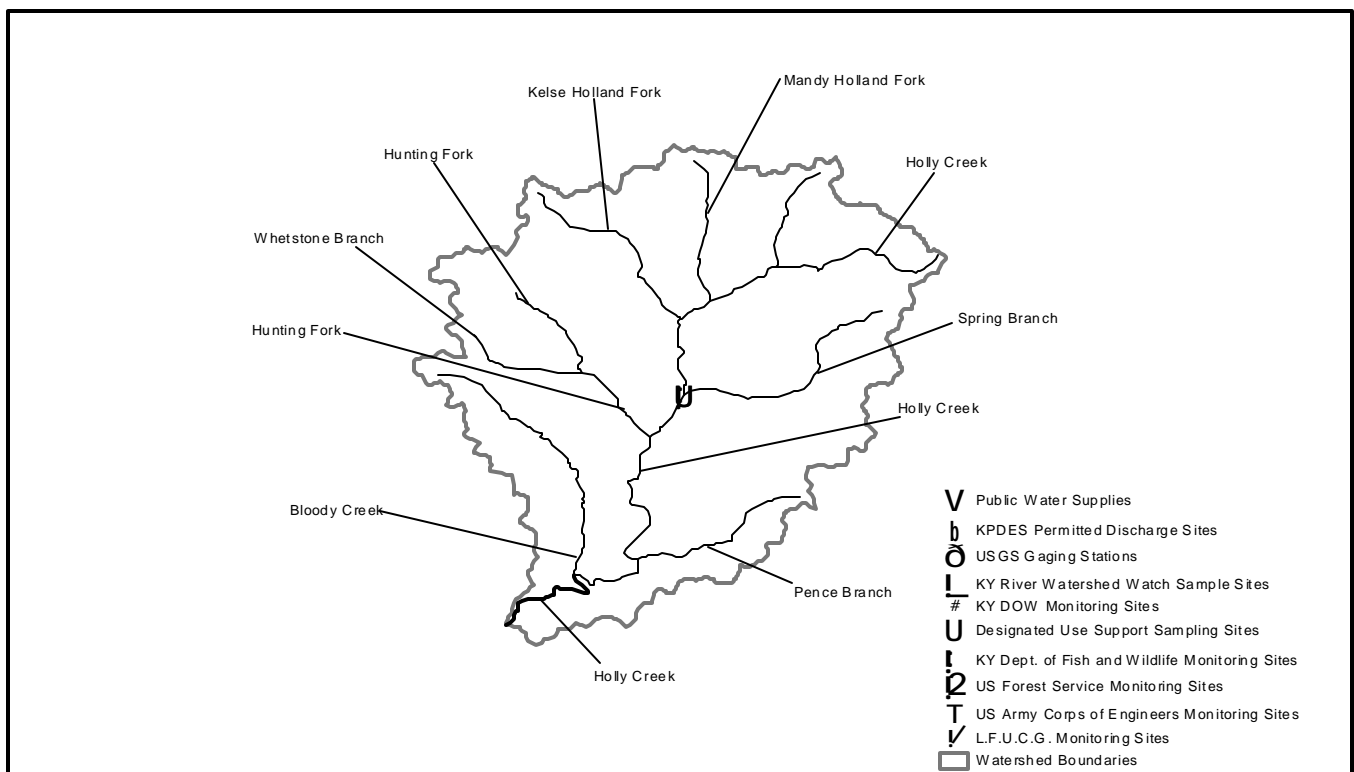 Mandy Holland Fork
Kelse Holland Fork
Hunting Fork
Holly Creek
Whetstone Branch
Spring Branch
Hunting Fork
U
Holly Creek
Bloody Creek
Pence Branch
Holly Creek
V Public Water Supplies
b KPDES Permitted Discharge Sites
USGS Gaging Stations
KY River Watershed Watch Sample Sites
# KY DOW Monitoring Sites
U Designated Use Support Sampling Sites
KY Dept. of Fish and Wildlife Monitoring Sites
US Forest Service Monitoring Sites
T US Army Corps of Engineers Monitoring Sites
L.F.U.C.G. Monitoring Sites
Watershed Boundaries